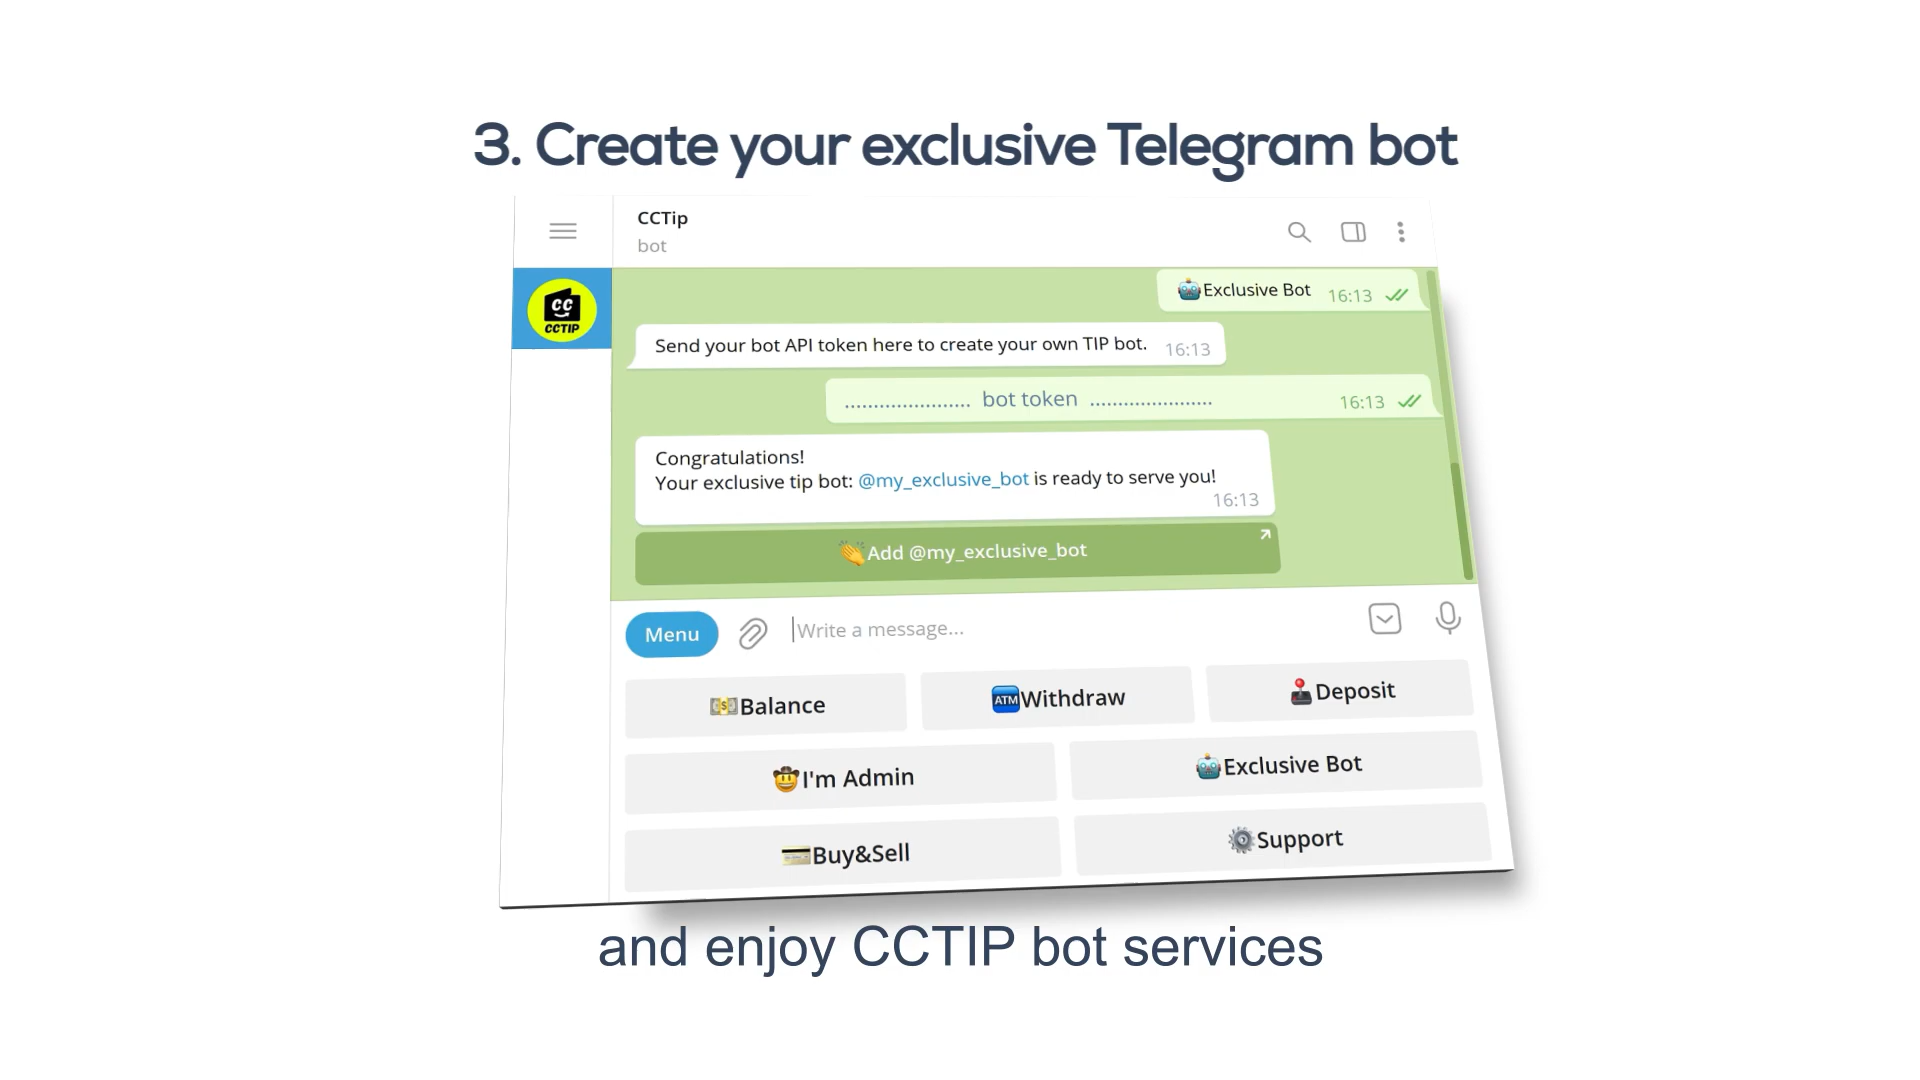 3. Create your exclusive Telegram bot
CCTip
bot
CC
CCTIP
🤖Exclusive Bot 16:13
Send your bot API token here to create your own TIP bot. 16:13
...................... bot token ..................... 16:13
Congratulations!
Your exclusive tip bot: @my_exclusive_bot is ready to serve you!
16:13
👏Add @my_exclusive_bot
Menu Write a message...
💵Balance 🏧Withdraw 🕹️Deposit
🤠I'm Admin 🤖Exclusive Bot
💳Buy&Sell ⚙️Support
and enjoy CCTIP bot services